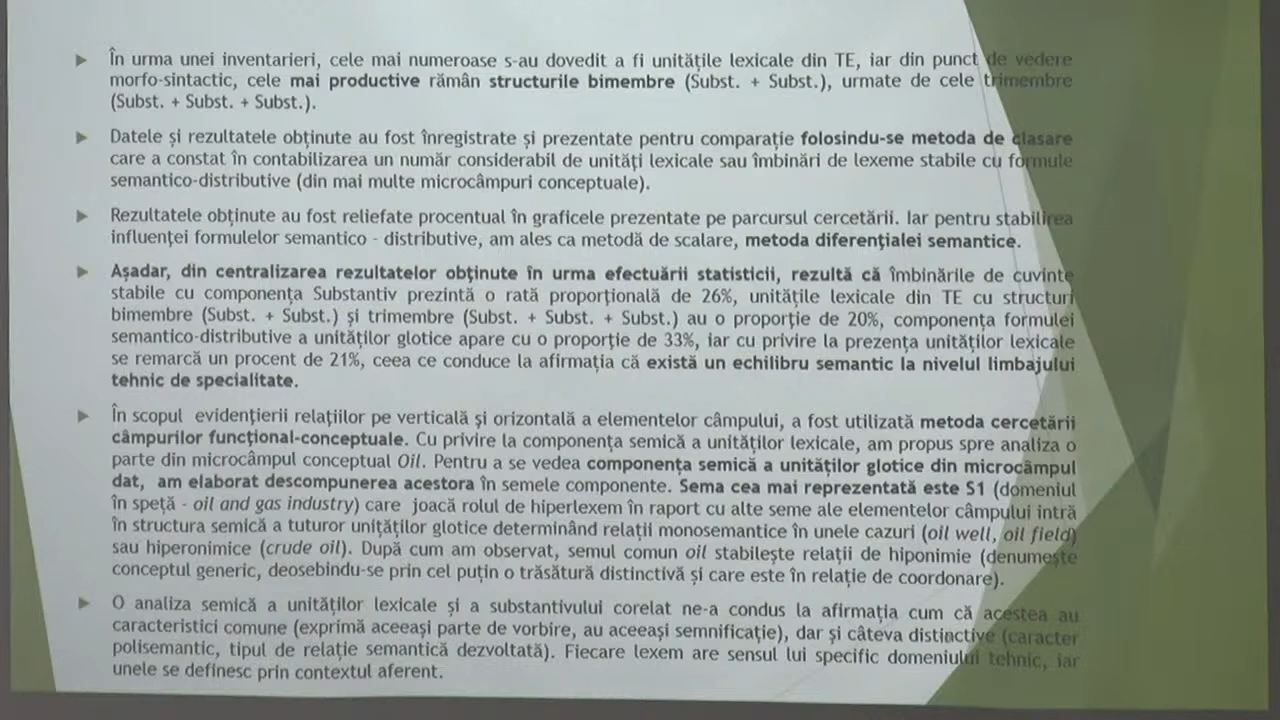 În urma unei inventarieri, cele mai numeroase s-au dovedit a fi unitățile lexicale din TE, iar din punct de vedere
morfo-sintactic, cele mai productive rămân structurile bimembre (Subst. + Subst.), urmate de cele trimembre
(Subst. + Subst. + Subst.).
Datele și rezultatele obținute au fost înregistrate și prezentate pentru comparație folosindu-se metoda de clasare
care a constat în contabilizarea un număr considerabil de unități lexicale sau îmbinări de lexeme stabile cu formule
semantico-distributive (din mai multe microcâmpuri conceptuale).
Rezultatele obținute au fost reliefate procentual în graficele prezentate pe parcursul cercetării. Iar pentru stabilirea
influenței formulelor semantico - distributive, am ales ca metodă de scalare, metoda diferențialei semantice.
Așadar, din centralizarea rezultatelor obținute în urma efectuării statisticii, rezultă că îmbinările de cuvinte
stabile cu componența Substantiv prezintă o rată proporțională de 26%, unitățile lexicale din TE cu structuri
bimembre (Subst. + Subst.) și trimembre (Subst. + Subst. + Subst.) au o proporție de 20%, componența formulei
semantico-distributive a unităților glotice apare cu o proporție de 33%, iar cu privire la prezența unităților lexicale
se remarcă un procent de 21%, ceea ce conduce la afirmația că există un echilibru semantic la nivelul limbajului
tehnic de specialitate.
În scopul evidențierii relațiilor pe verticală și orizontală a elementelor câmpului, a fost utilizată metoda cercetării
câmpurilor funcțional-conceptuale. Cu privire la componența semică a unităților lexicale, am propus spre analiza o
parte din microcâmpul conceptual Oil. Pentru a se vedea componența semică a unităților glotice din microcâmpul
dat, am elaborat descompunerea acestora în semele componente. Sema cea mai reprezentată este S1 (domeniul
în speță - oil and gas industry) care joacă rolul de hiperlexem în raport cu alte seme ale elementelor câmpului intră
în structura semică a tuturor unităților glotice determinând relații monosemantice în unele cazuri (oil well, oil field)
sau hiperonimice (crude oil). După cum am observat, semul comun oil stabilește relații de hiponimie (denumește
conceptul generic, deosebindu-se prin cel puțin o trăsătură distinctivă și care este în relație de coordonare).
O analiza semică a unităților lexicale și a substantivului corelat ne-a condus la afirmația cum că acestea au
caracteristici comune (exprimă aceeași parte de vorbire, au aceeași semnificație), dar și câteva distinctive (caracter
polisemantic, tipul de relație semantică dezvoltată). Fiecare lexem are sensul lui specific domeniului tehnic, iar
unele se definesc prin contextul aferent.